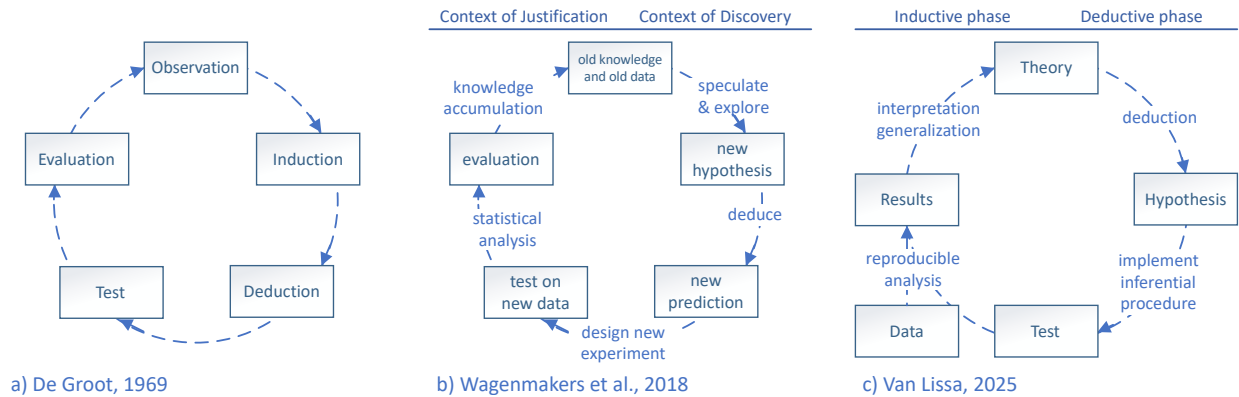 Observation
Evaluation
Induction
Test
Deduction
a) De Groot, 1969
Context of Justification
Context of Discovery
old knowledge
and old data
knowledge
accumulation
speculate
& explore
evaluation
new
hypothesis
statistical
analysis
deduce
test on
new data
new
prediction
design new
experiment
b) Wagenmakers et al., 2018
Inductive phase
Deductive phase
Theory
interpretation
generalization
deduction
Results
Hypothesis
reproducible
analysis
implement
inferential
procedure
Data
Test
c) Van Lissa, 2025